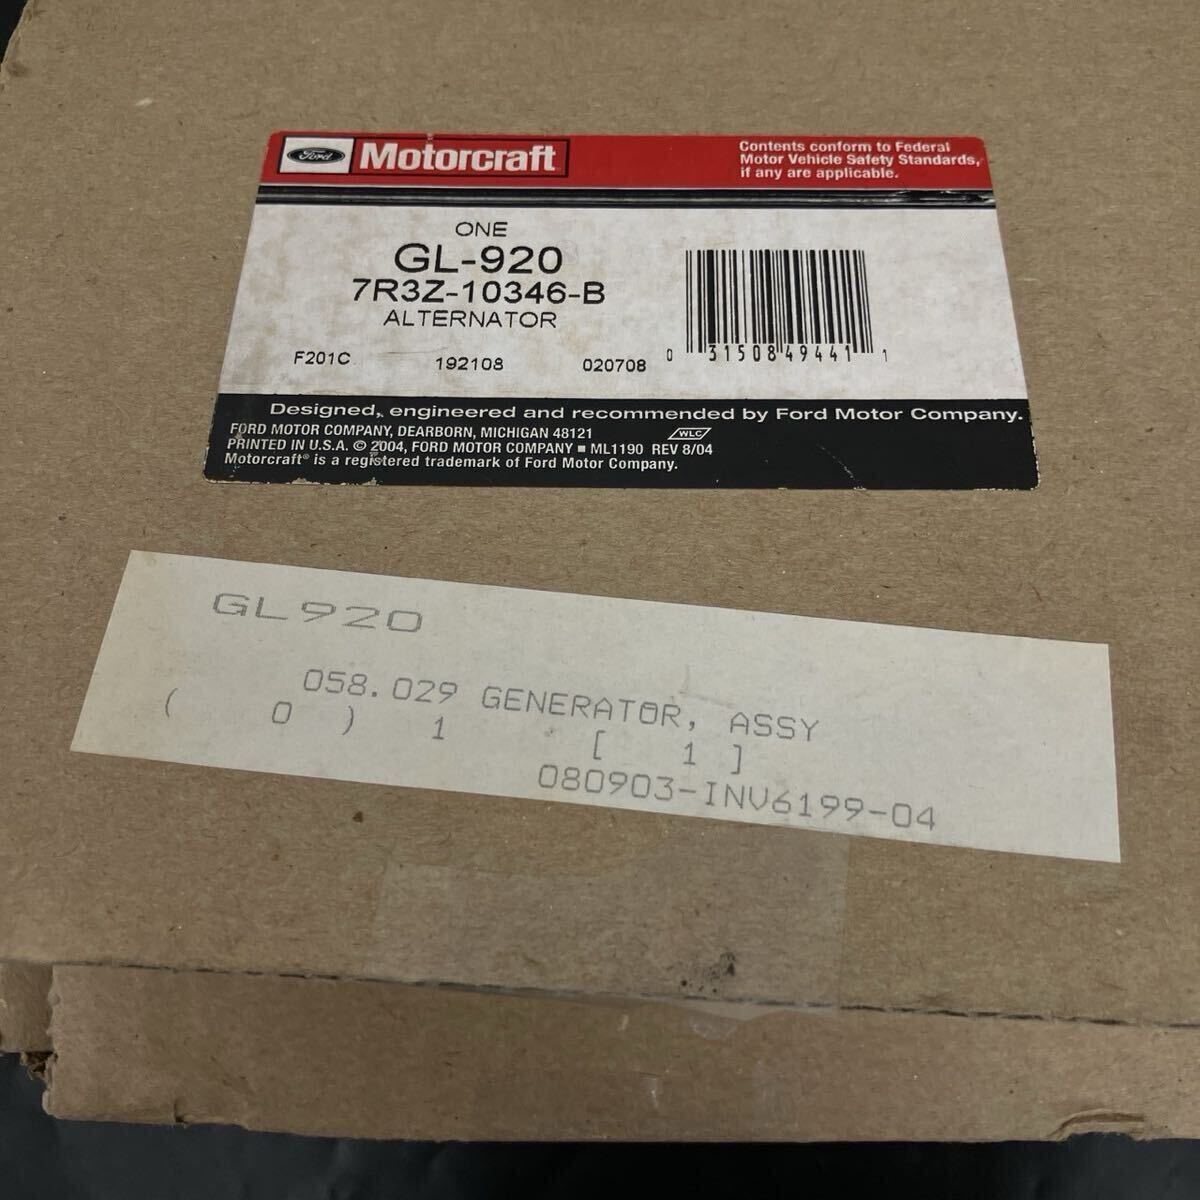 Ford Motorcraft
Contents conform to Federal
Motor Vehicle Safety Standards,
if any are applicable.
ONE
GL-920
7R3Z-10346-B
ALTERNATOR
F201C 192108 020708
0 31508 49441 1
Designed, engineered and recommended by Ford Motor Company.
FORD MOTOR COMPANY, DEARBORN, MICHIGAN 48121 WLC
PRINTED IN U.S.A. © 2004, FORD MOTOR COMPANY ■ ML1190 REV 8/04
Motorcraft® is a registered trademark of Ford Motor Company.
GL920
058.029 GENERATOR, ASSY
( 0 ) 1 [ 1 ]
080903-INV6199-04